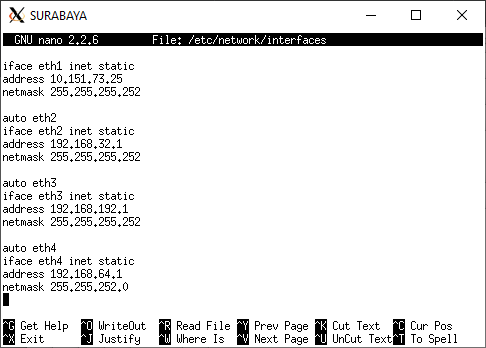 SURABAYA
GNU nano 2.2.6 File: /etc/network/interfaces
iface eth1 inet static
address 10.151.73.25
netmask 255.255.255.252
auto eth2
iface eth2 inet static
address 192.168.32.1
netmask 255.255.255.252
auto eth3
iface eth3 inet static
address 192.168.192.1
netmask 255.255.255.252
auto eth4
iface eth4 inet static
address 192.168.64.1
netmask 255.255.252.0
^G Get Help ^O WriteOut ^R Read File ^Y Prev Page ^K Cut Text ^C Cur Pos
^X Exit ^J Justify ^W Where Is ^V Next Page ^U UnCut Text ^T To Spell